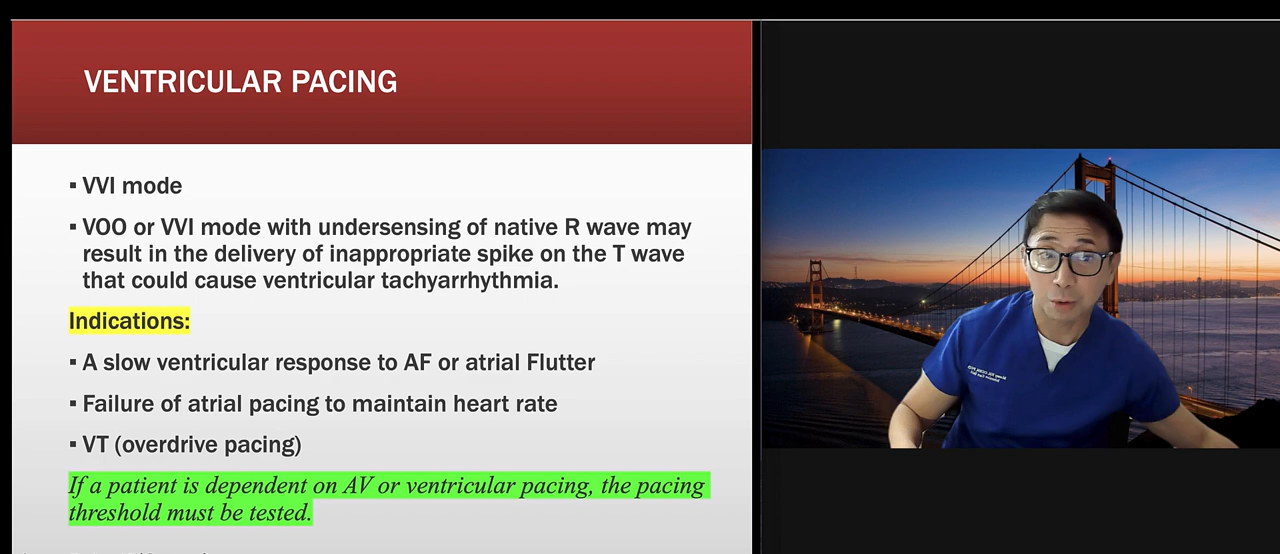 VENTRICULAR PACING
▪ VVI mode
▪ VOO or VVI mode with undersensing of native R wave may
result in the delivery of inappropriate spike on the T wave
that could cause ventricular tachyarrhythmia.
Indications:
▪ A slow ventricular response to AF or atrial Flutter
▪ Failure of atrial pacing to maintain heart rate
▪ VT (overdrive pacing)
If a patient is dependent on AV or ventricular pacing, the pacing
threshold must be tested.